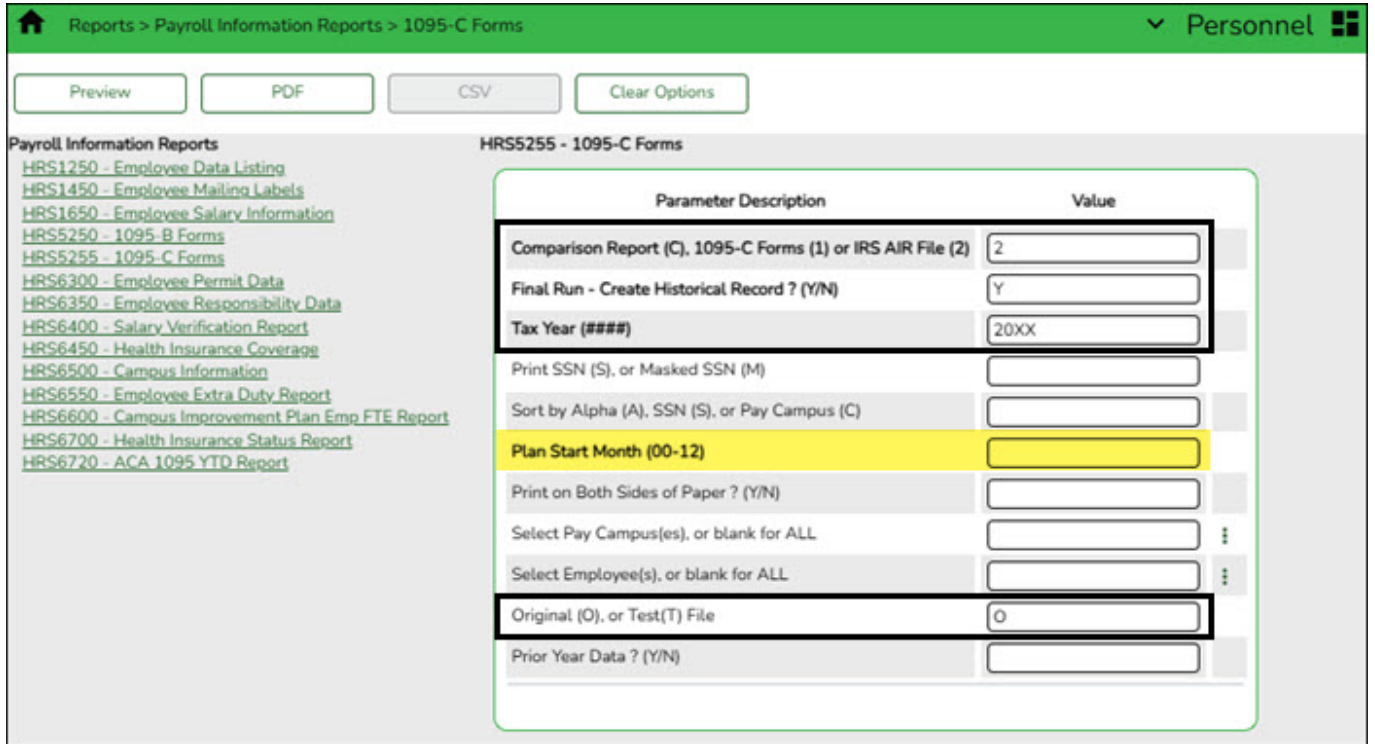 Reports > Payroll Information Reports > 1095-C Forms
Personnel
Preview
PDF
CSV
Clear Options
Payroll Information Reports
HRS1250 - Employee Data Listing
HRS1450 - Employee Mailing Labels
HRS1650 - Employee Salary Information
HRS5250 - 1095-B Forms
HRS5255 - 1095-C Forms
HRS6300 - Employee Permit Data
HRS6350 - Employee Responsibility Data
HRS6400 - Salary Verification Report
HRS6450 - Health Insurance Coverage
HRS6500 - Campus Information
HRS6550 - Employee Extra Duty Report
HRS6600 - Campus Improvement Plan Emp FTE Report
HRS6700 - Health Insurance Status Report
HRS6720 - ACA 1095 YTD Report
HRS5255 - 1095-C Forms
Parameter Description Value
Comparison Report (C), 1095-C Forms (1) or IRS AIR File (2) 2
Final Run - Create Historical Record ? (Y/N) Y
Tax Year (####) 20XX
Print SSN (S), or Masked SSN (M)
Sort by Alpha (A), SSN (S), or Pay Campus (C)
Plan Start Month (00-12)
Print on Both Sides of Paper ? (Y/N)
Select Pay Campus(es), or blank for ALL
Select Employee(s), or blank for ALL
Original (O), or Test(T) File O
Prior Year Data ? (Y/N)